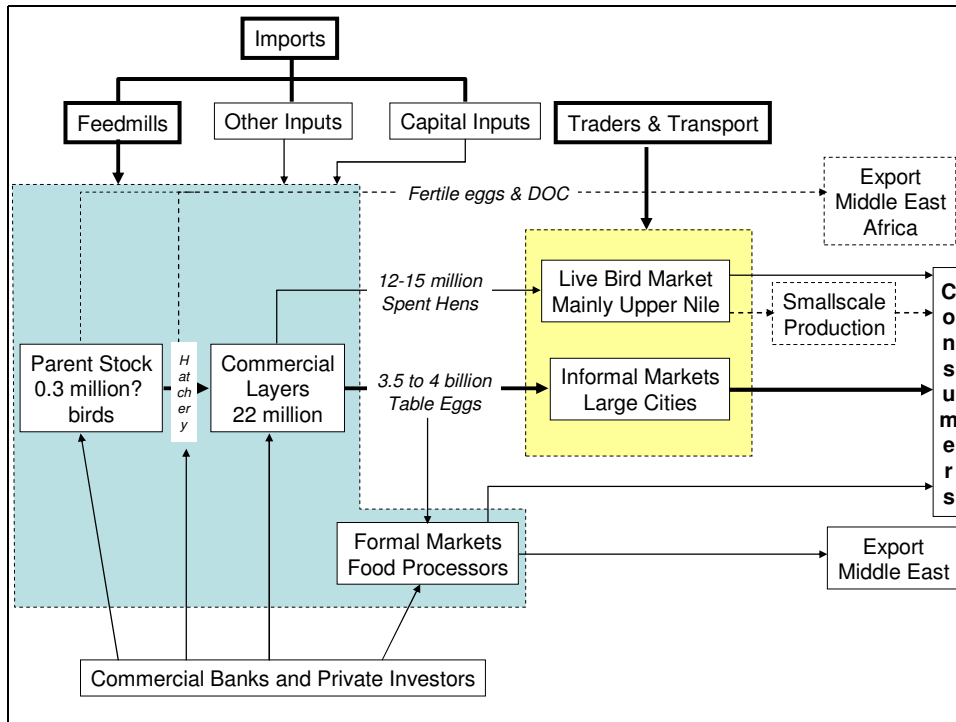 Imports
Feedmills
Other Inputs
Capital Inputs
Traders & Transport
Fertile eggs & DOC
Export
Middle East
Africa
12-15 million
Spent Hens
Live Bird Market
Mainly Upper Nile
Smallscale
Production
Consumers
Parent Stock
0.3 million?
birds
Hatchery
Commercial
Layers
22 million
3.5 to 4 billion
Table Eggs
Informal Markets
Large Cities
Formal Markets
Food Processors
Export
Middle East
Commercial Banks and Private Investors